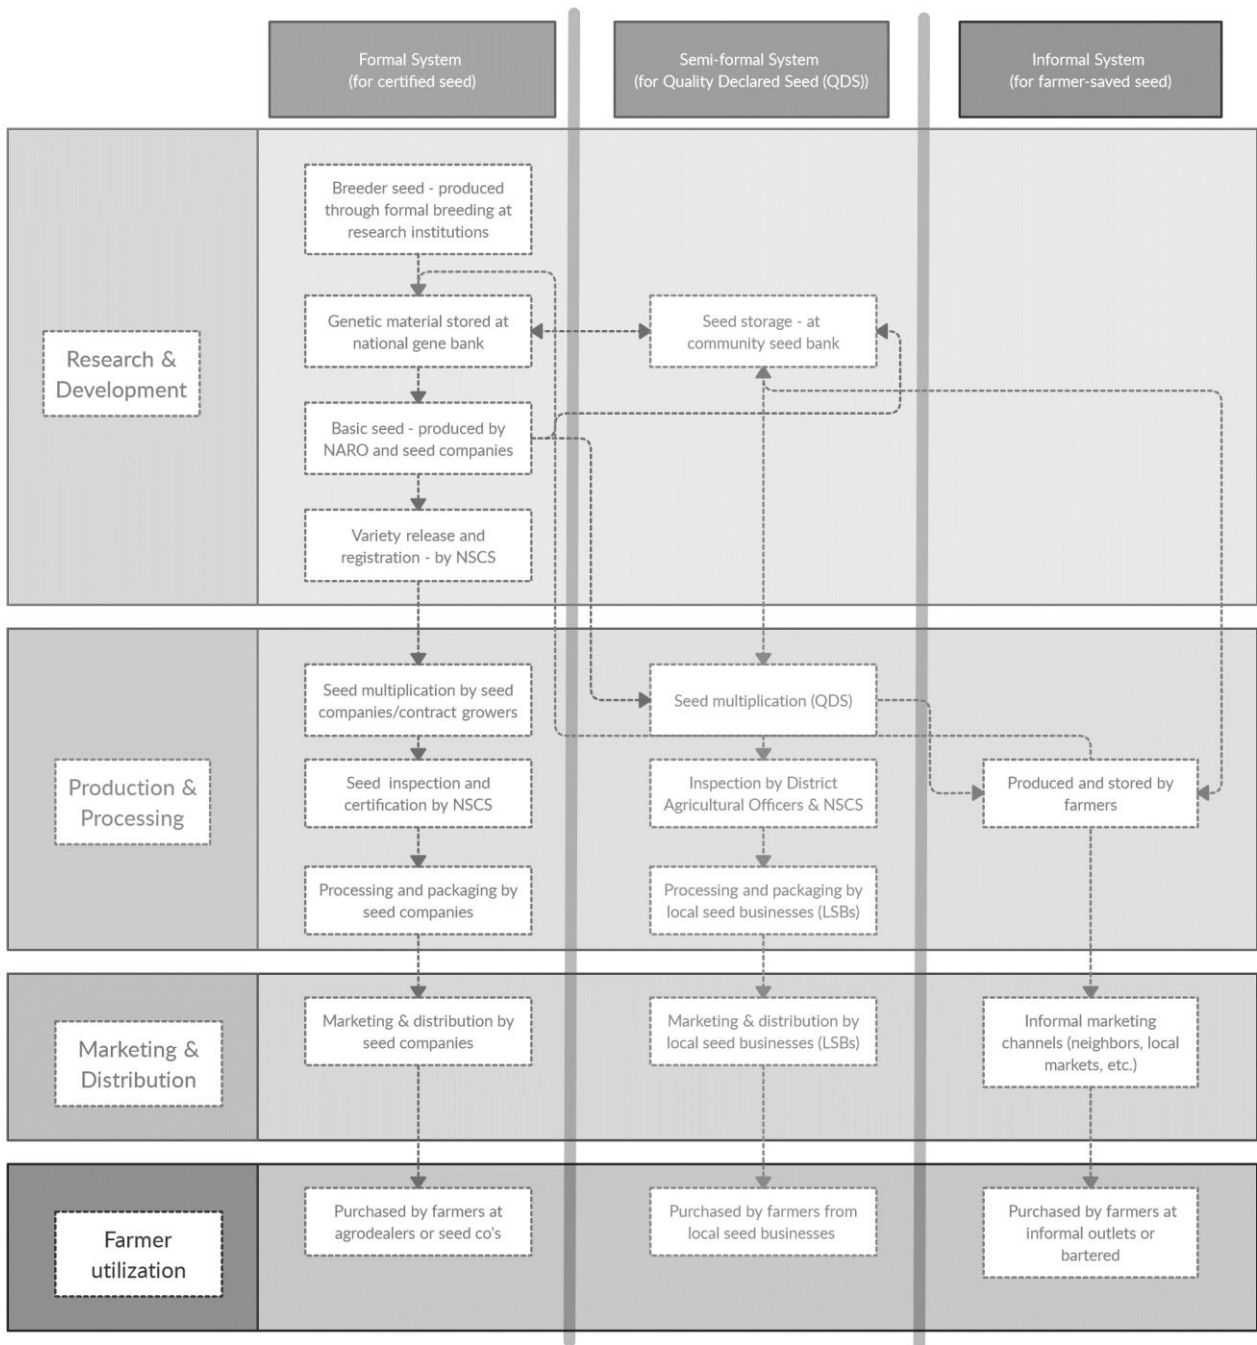 Formal System
(for certified seed)
Semi-formal System
(for Quality Declared Seed (QDS))
Informal System
(for farmer-saved seed)
Research &
Development
Breeder seed - produced
through formal breeding at
research institutions
Genetic material stored at
national gene bank
Seed storage - at
community seed bank
Basic seed - produced by
NARO and seed companies
Variety release and
registration - by NSCS
Production &
Processing
Seed multiplication by seed
companies/contract growers
Seed multiplication (QDS)
Seed inspection and
certification by NSCS
Inspection by District
Agricultural Officers & NSCS
Produced and stored by
farmers
Processing and packaging by
seed companies
Processing and packaging by
local seed businesses (LSBs)
Marketing &
Distribution
Marketing & distribution by
seed companies
Marketing & distribution by
local seed businesses (LSBs)
Informal marketing
channels (neighbors, local
markets, etc.)
Farmer
utilization
Purchased by farmers at
agrodealers or seed co's
Purchased by farmers from
local seed businesses
Purchased by farmers at
informal outlets or
bartered